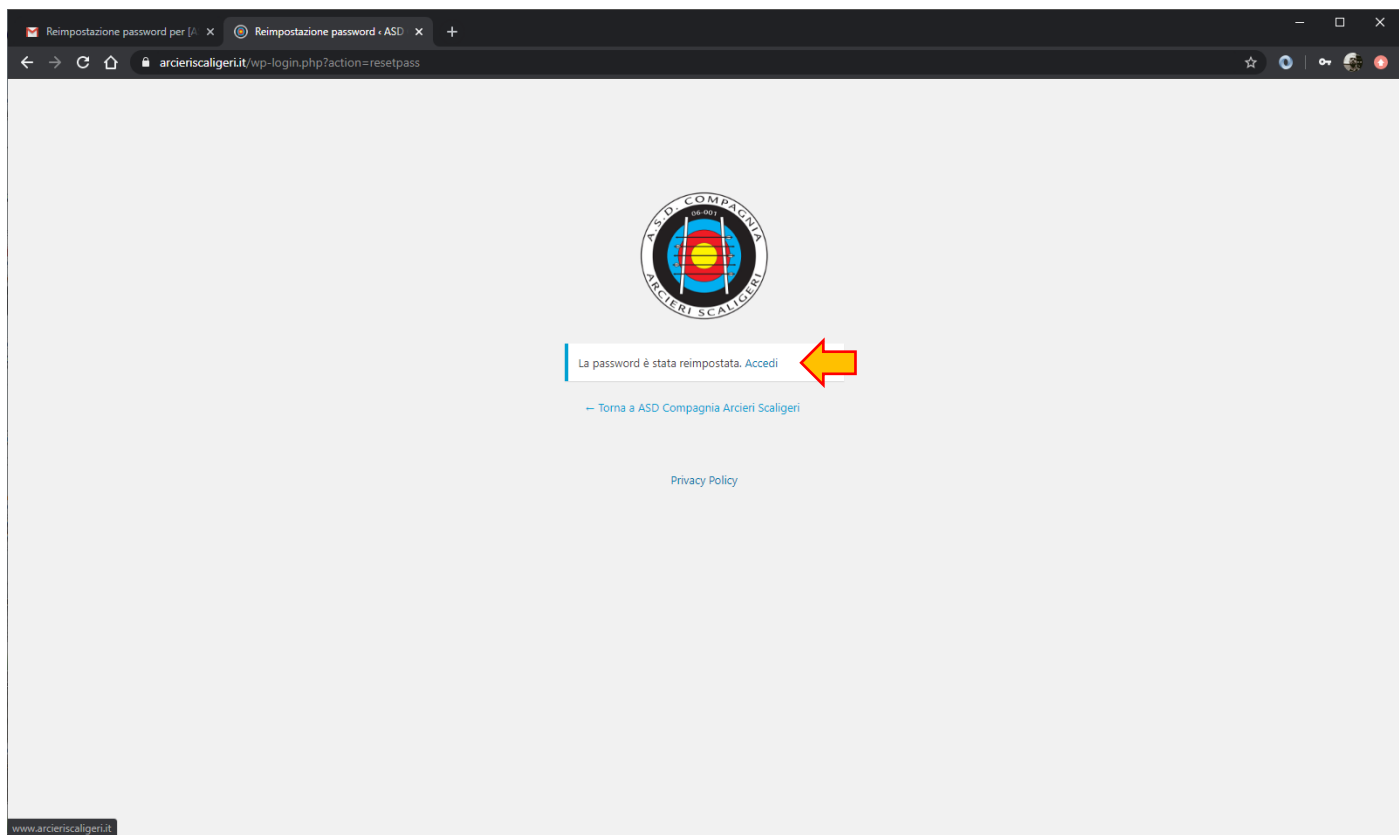 Reimpostazione password per [A
Reimpostazione password ‹ ASD
arcieriscaligeri.it/wp-login.php?action=resetpass
A.S.D. COMPAGNIA
06-001
ARCIERI SCALIGERI
La password è stata reimpostata. Accedi
← Torna a ASD Compagnia Arcieri Scaligeri
Privacy Policy
www.arcieriscaligeri.it